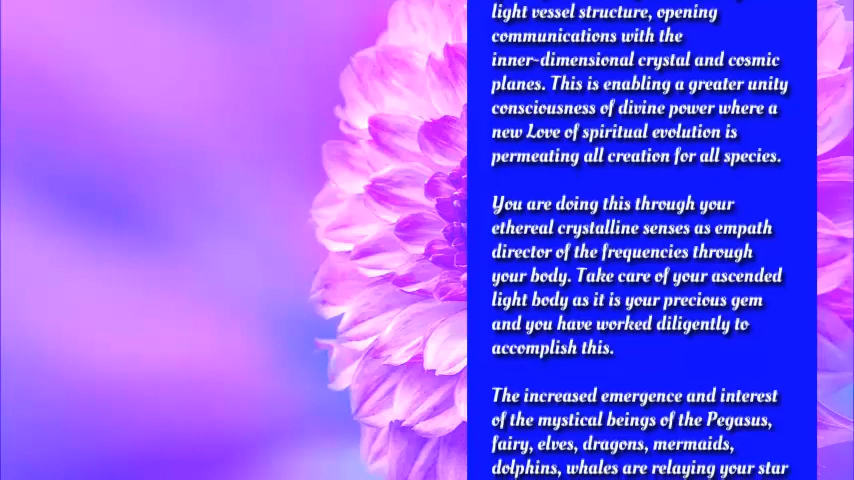 light vessel structure, opening
communications with the
inner-dimensional crystal and cosmic
planes. This is enabling a greater unity
consciousness of divine power where a
new Love of spiritual evolution is
permeating all creation for all species.
You are doing this through your
ethereal crystalline senses as empath
director of the frequencies through
your body. Take care of your ascended
light body as it is your precious gem
and you have worked diligently to
accomplish this.
The increased emergence and interest
of the mystical beings of the Pegasus,
fairy, elves, dragons, mermaids,
dolphins, whales are relaying your star